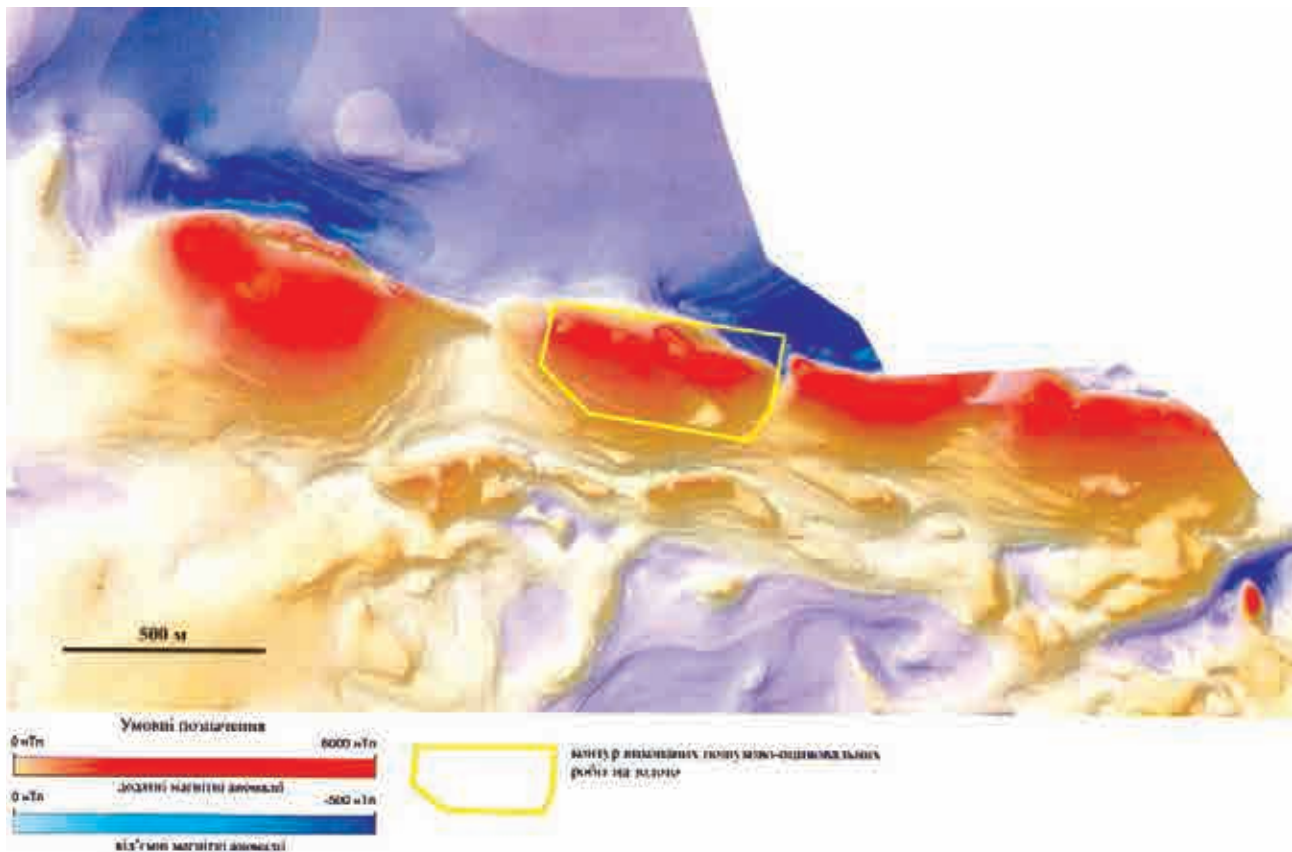 500 м
Умовні позначення
0 нТл 6000 нТл
додатні магнітні аномалії
0 нТл -500 нТл
від'ємні магнітні аномалії
контур виконаних пошуково-оцінювальних
робіт на золото